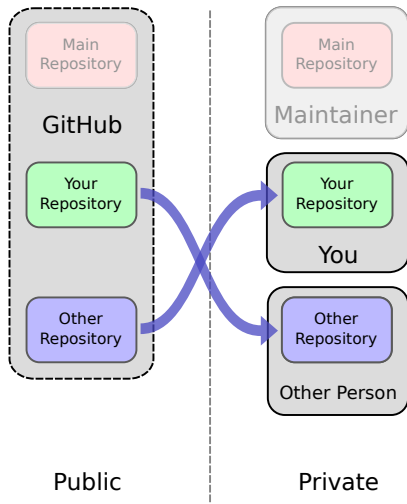 Main
Repository
GitHub
Your
Repository
Other
Repository
Public
Main
Repository
Maintainer
Your
Repository
You
Other
Repository
Other Person
Private